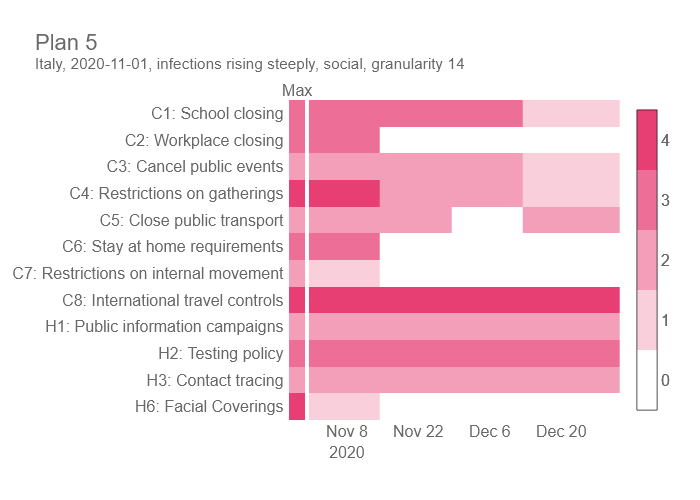 Plan 5
Italy, 2020-11-01, infections rising steeply, social, granularity 14
Max
C1: School closing
C2: Workplace closing
C3: Cancel public events
C4: Restrictions on gatherings
C5: Close public transport
C6: Stay at home requirements
C7: Restrictions on internal movement
C8: International travel controls
H1: Public information campaigns
H2: Testing policy
H3: Contact tracing
H6: Facial Coverings
Nov 8
2020
Nov 22
Dec 6
Dec 20
4
3
2
1
0